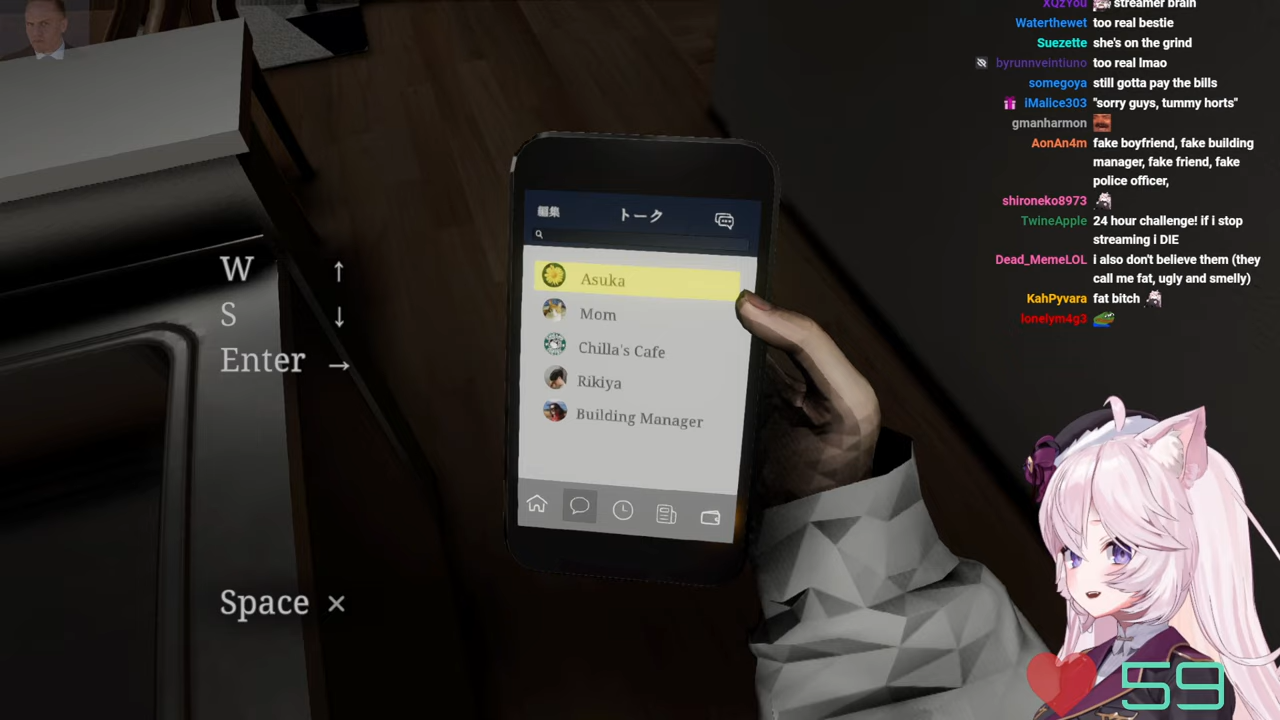 W ↑
S ↓
Enter →
Space ×
編集 トーク
Asuka
Mom
Chilla's Cafe
Rikiya
Building Manager
XQzYou streamer brain
Waterthewet too real bestie
Suezette she's on the grind
byrunnveintiuno too real lmao
somegoya still gotta pay the bills
iMalice303 "sorry guys, tummy horts"
gmanharmon
AonAn4m fake boyfriend, fake building
manager, fake friend, fake
police officer,
shironeko8973
TwineApple 24 hour challenge! if i stop
streaming i DIE
Dead_MemeLOL i also don't believe them (they
call me fat, ugly and smelly)
KahPyvara fat bitch
lonelym4g3
59